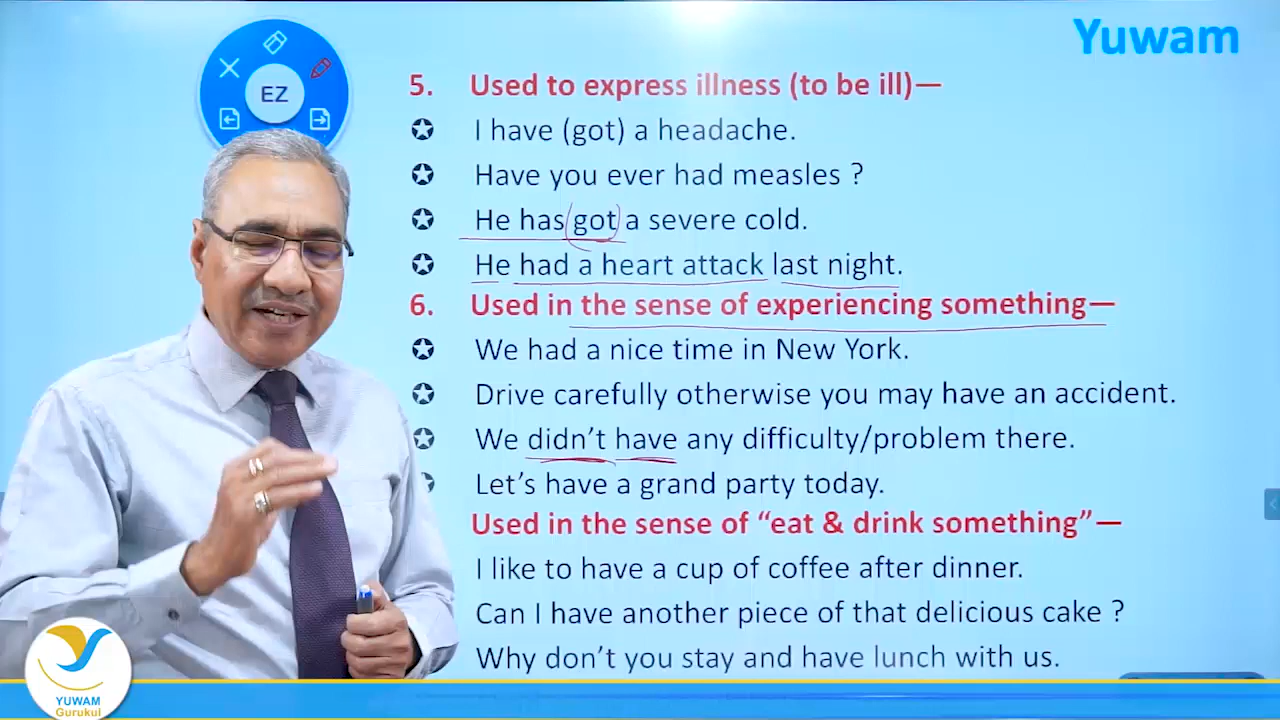 Yuwam
EZ
5. Used to express illness (to be ill)—
I have (got) a headache.
Have you ever had measles ?
He has got a severe cold.
He had a heart attack last night.
6. Used in the sense of experiencing something—
We had a nice time in New York.
Drive carefully otherwise you may have an accident.
We didn't have any difficulty/problem there.
Let's have a grand party today.
Used in the sense of “eat & drink something”—
I like to have a cup of coffee after dinner.
Can I have another piece of that delicious cake ?
Why don't you stay and have lunch with us.
YUWAM
Gurukul